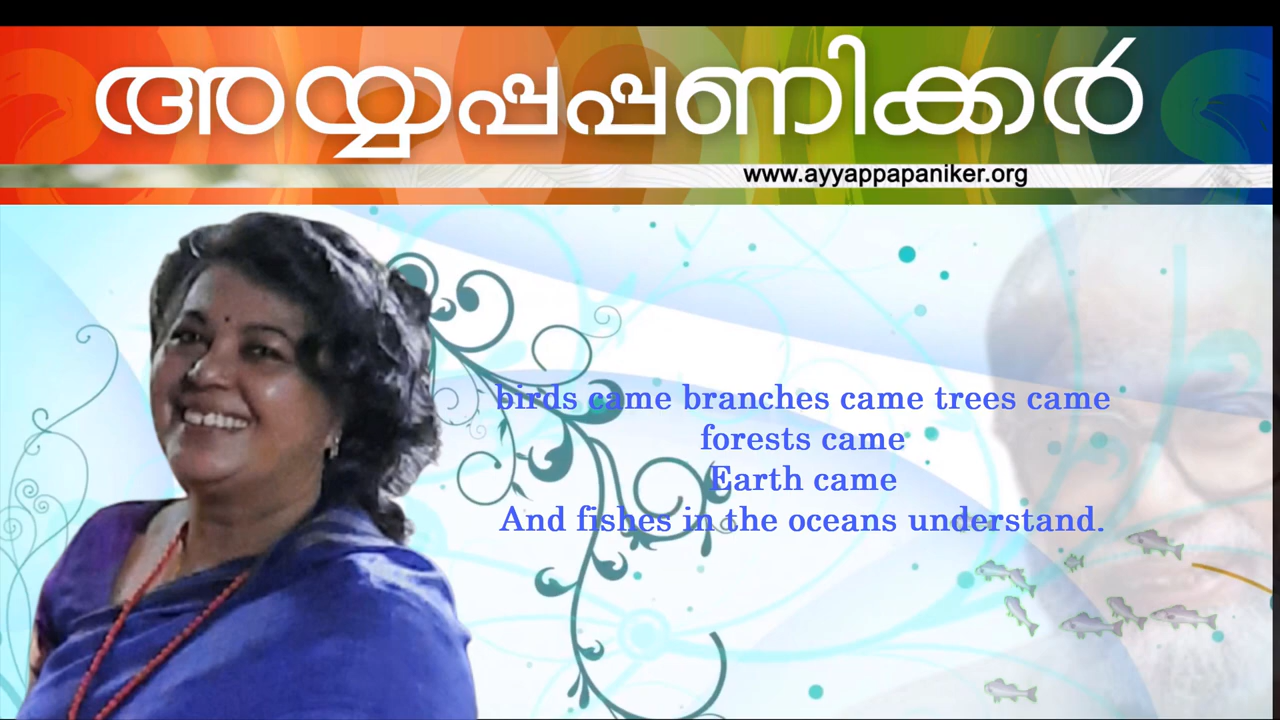 അയ്യപ്പപ്പണിക്കർ
www.ayyappapaniker.org
birds came branches came trees came
forests came
Earth came
And fishes in the oceans understand.